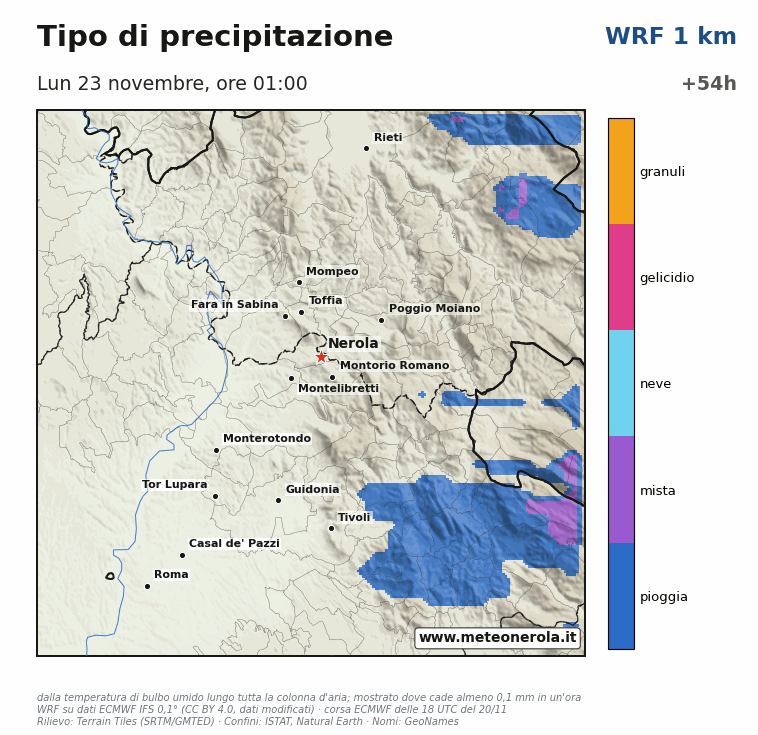 Tipo di precipitazione
WRF 1 km
Lun 23 novembre, ore 01:00
+54h
Rieti
granuli
gelicidio
Mompeo
Toffia
Fara in Sabina
Poggio Moiano
Nerola
neve
Montorio Romano
Montelibretti
Monterotondo
Tor Lupara
Guidonia
mista
Tivoli
Casal de' Pazzi
Roma
pioggia
www.meteonerola.it
dalla temperatura di bulbo umido lungo tutta la colonna d'aria; mostrato dove cade almeno 0,1 mm in un'ora
WRF su dati ECMWF IFS 0,1° (CC BY 4.0, dati modificati) · corsa ECMWF delle 18 UTC del 20/11
Rilievo: Terrain Tiles (SRTM/GMTED) · Confini: ISTAT, Natural Earth · Nomi: GeoNames